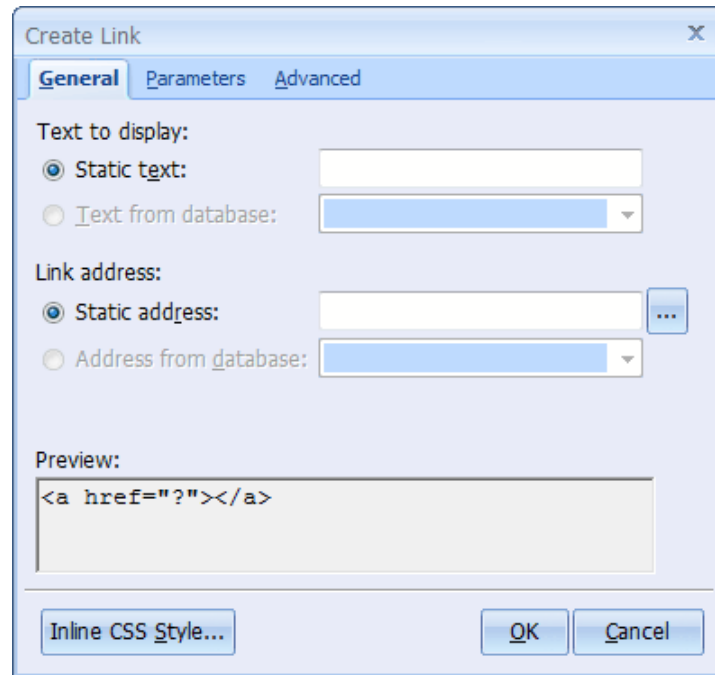 Create Link
General Parameters Advanced
Text to display:
Static text:
Text from database:
Link address:
Static address: ...
Address from database:
Preview:
<a href="?"></a>
Inline CSS Style... OK Cancel